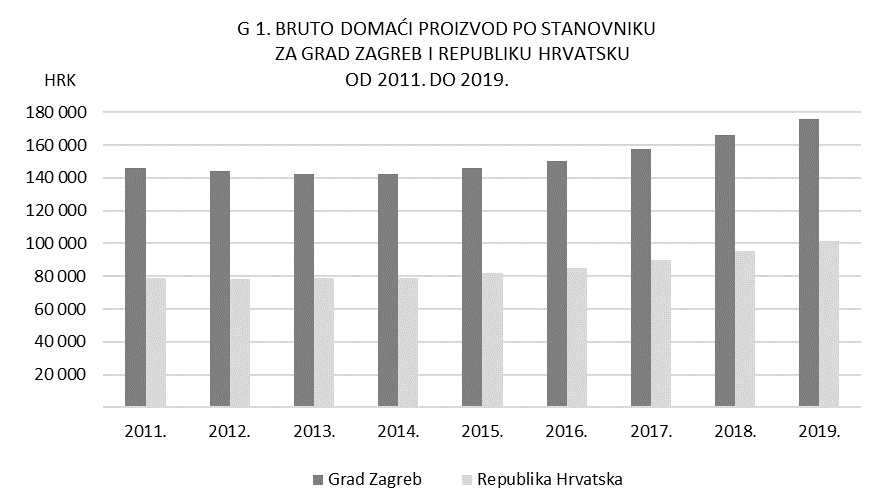 G 1. BRUTO DOMAĆI PROIZVOD PO STANOVNIKU
ZA GRAD ZAGREB I REPUBLIKU HRVATSKU
OD 2011. DO 2019.
HRK
180 000
160 000
140 000
120 000
100 000
80 000
60 000
40 000
20 000
2011. 2012. 2013. 2014. 2015. 2016. 2017. 2018. 2019.
Grad Zagreb Republika Hrvatska